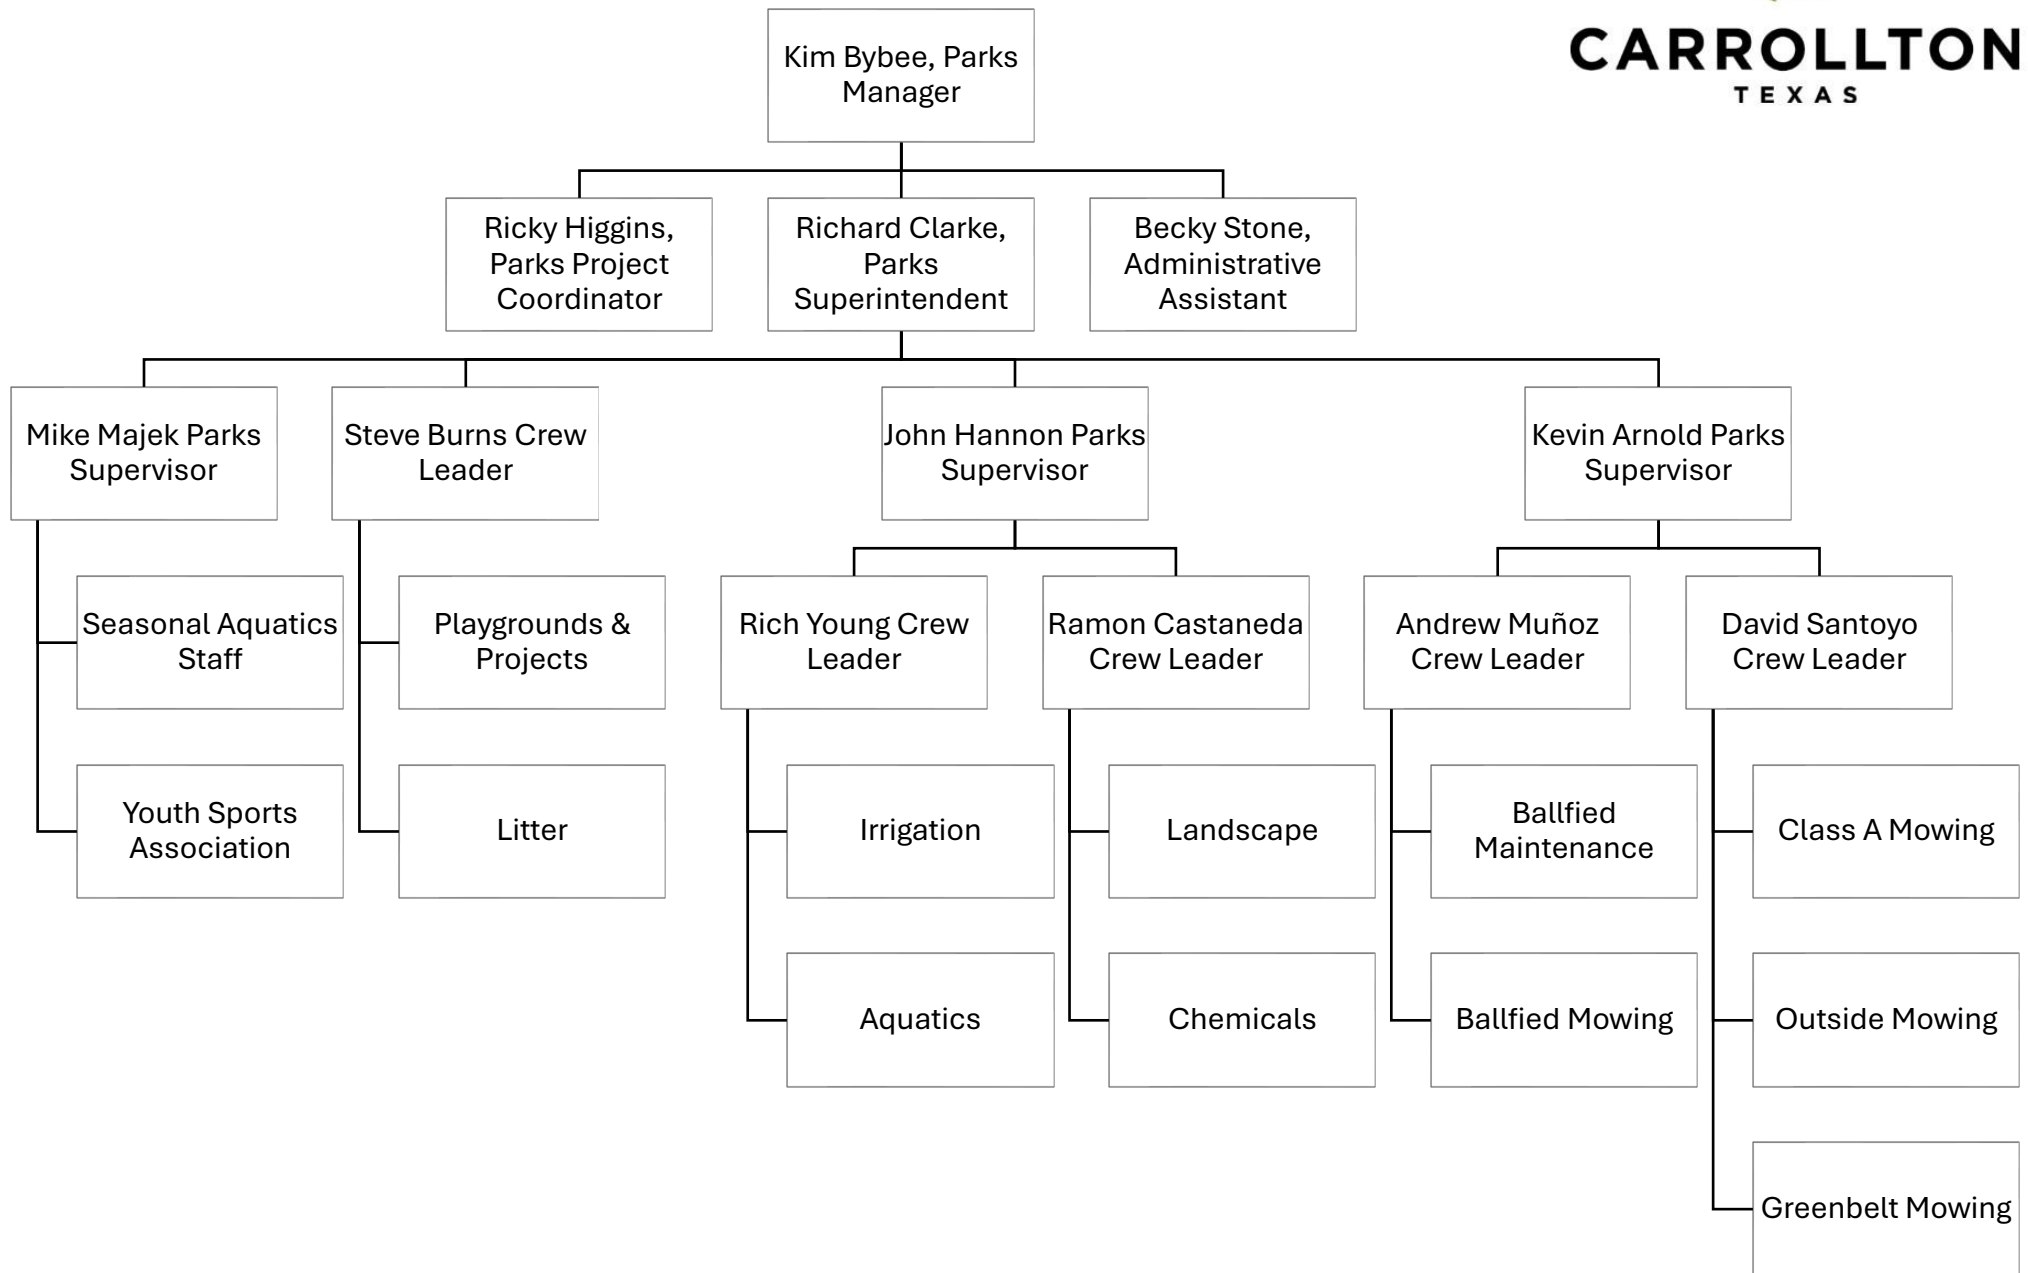 CARROLLTON
TEXAS
Kim Bybee, Parks
Manager
Ricky Higgins,
Parks Project
Coordinator
Richard Clarke,
Parks
Superintendent
Becky Stone,
Administrative
Assistant
Mike Majek Parks
Supervisor
Steve Burns Crew
Leader
John Hannon Parks
Supervisor
Kevin Arnold Parks
Supervisor
Seasonal Aquatics
Staff
Playgrounds &
Projects
Rich Young Crew
Leader
Ramon Castaneda
Crew Leader
Andrew Muñoz
Crew Leader
David Santoyo
Crew Leader
Youth Sports
Association
Litter
Irrigation
Landscape
Ballfied
Maintenance
Class A Mowing
Aquatics
Chemicals
Ballfied Mowing
Outside Mowing
Greenbelt Mowing